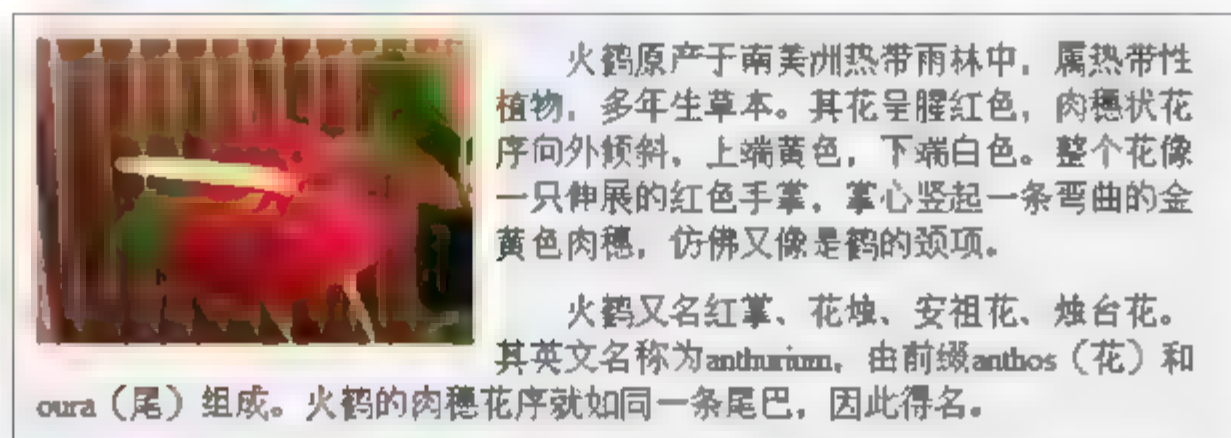 火鹤原产于南美洲热带雨林中，属热带性
植物，多年生草本。其花呈腥红色，肉穗状花
序向外倾斜，上端黄色，下端白色。整个花像
一只伸展的红色手掌，掌心竖起一条弯曲的金
黄色肉穗，仿佛又像是鹤的颈项。
火鹤又名红掌、花烛、安祖花、烛台花。
其英文名称为anthurium，由前缀anthos（花）和
oura（尾）组成。火鹤的肉穗花序就如同一条尾巴，因此得名。